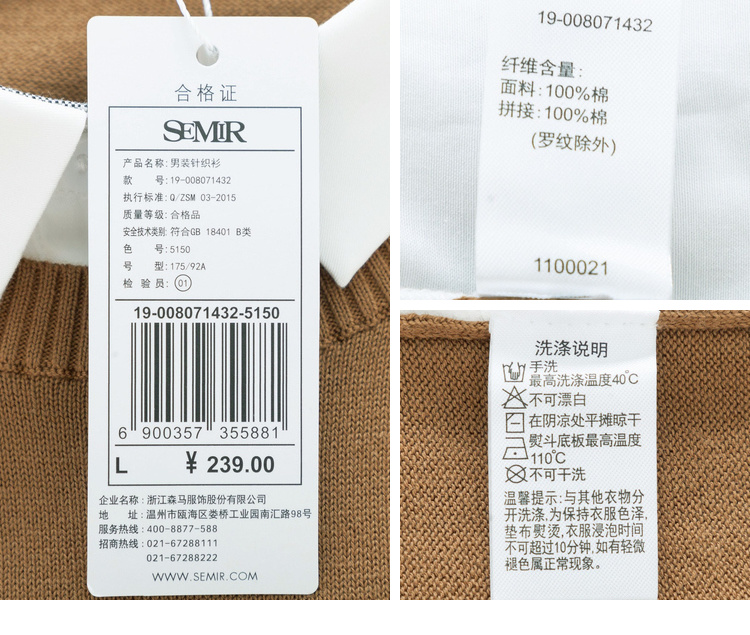 合格证
SEMIR
产品名称: 男装针织衫
款 号: 19-008071432
执行标准: Q/ZSM 03-2015
质量等级: 合格品
安全技术类别: 符合GB 18401 B类
色 号: 5150
号 型: 175/92A
检 验 员: 01
19-008071432-5150
6 900357 355881
L ¥ 239.00
企业名称: 浙江森马服饰股份有限公司
地 址: 温州市瓯海区娄桥工业园南汇路98号
服务热线: 400-8877-588
招商热线: 021-67288111
021-67288222
WWW.SEMIR.COM
19-008071432
纤维含量:
面料:100%棉
拼接:100%棉
(罗纹除外)
1100021
洗涤说明
手洗
最高洗涤温度40℃
不可漂白
在阴凉处平摊晾干
熨斗底板最高温度
110℃
不可干洗
温馨提示:与其他衣物分
开洗涤,为保持衣服色泽,
垫布熨烫,衣服浸泡时间
不可超过10分钟,如有轻微
褪色属正常现象。